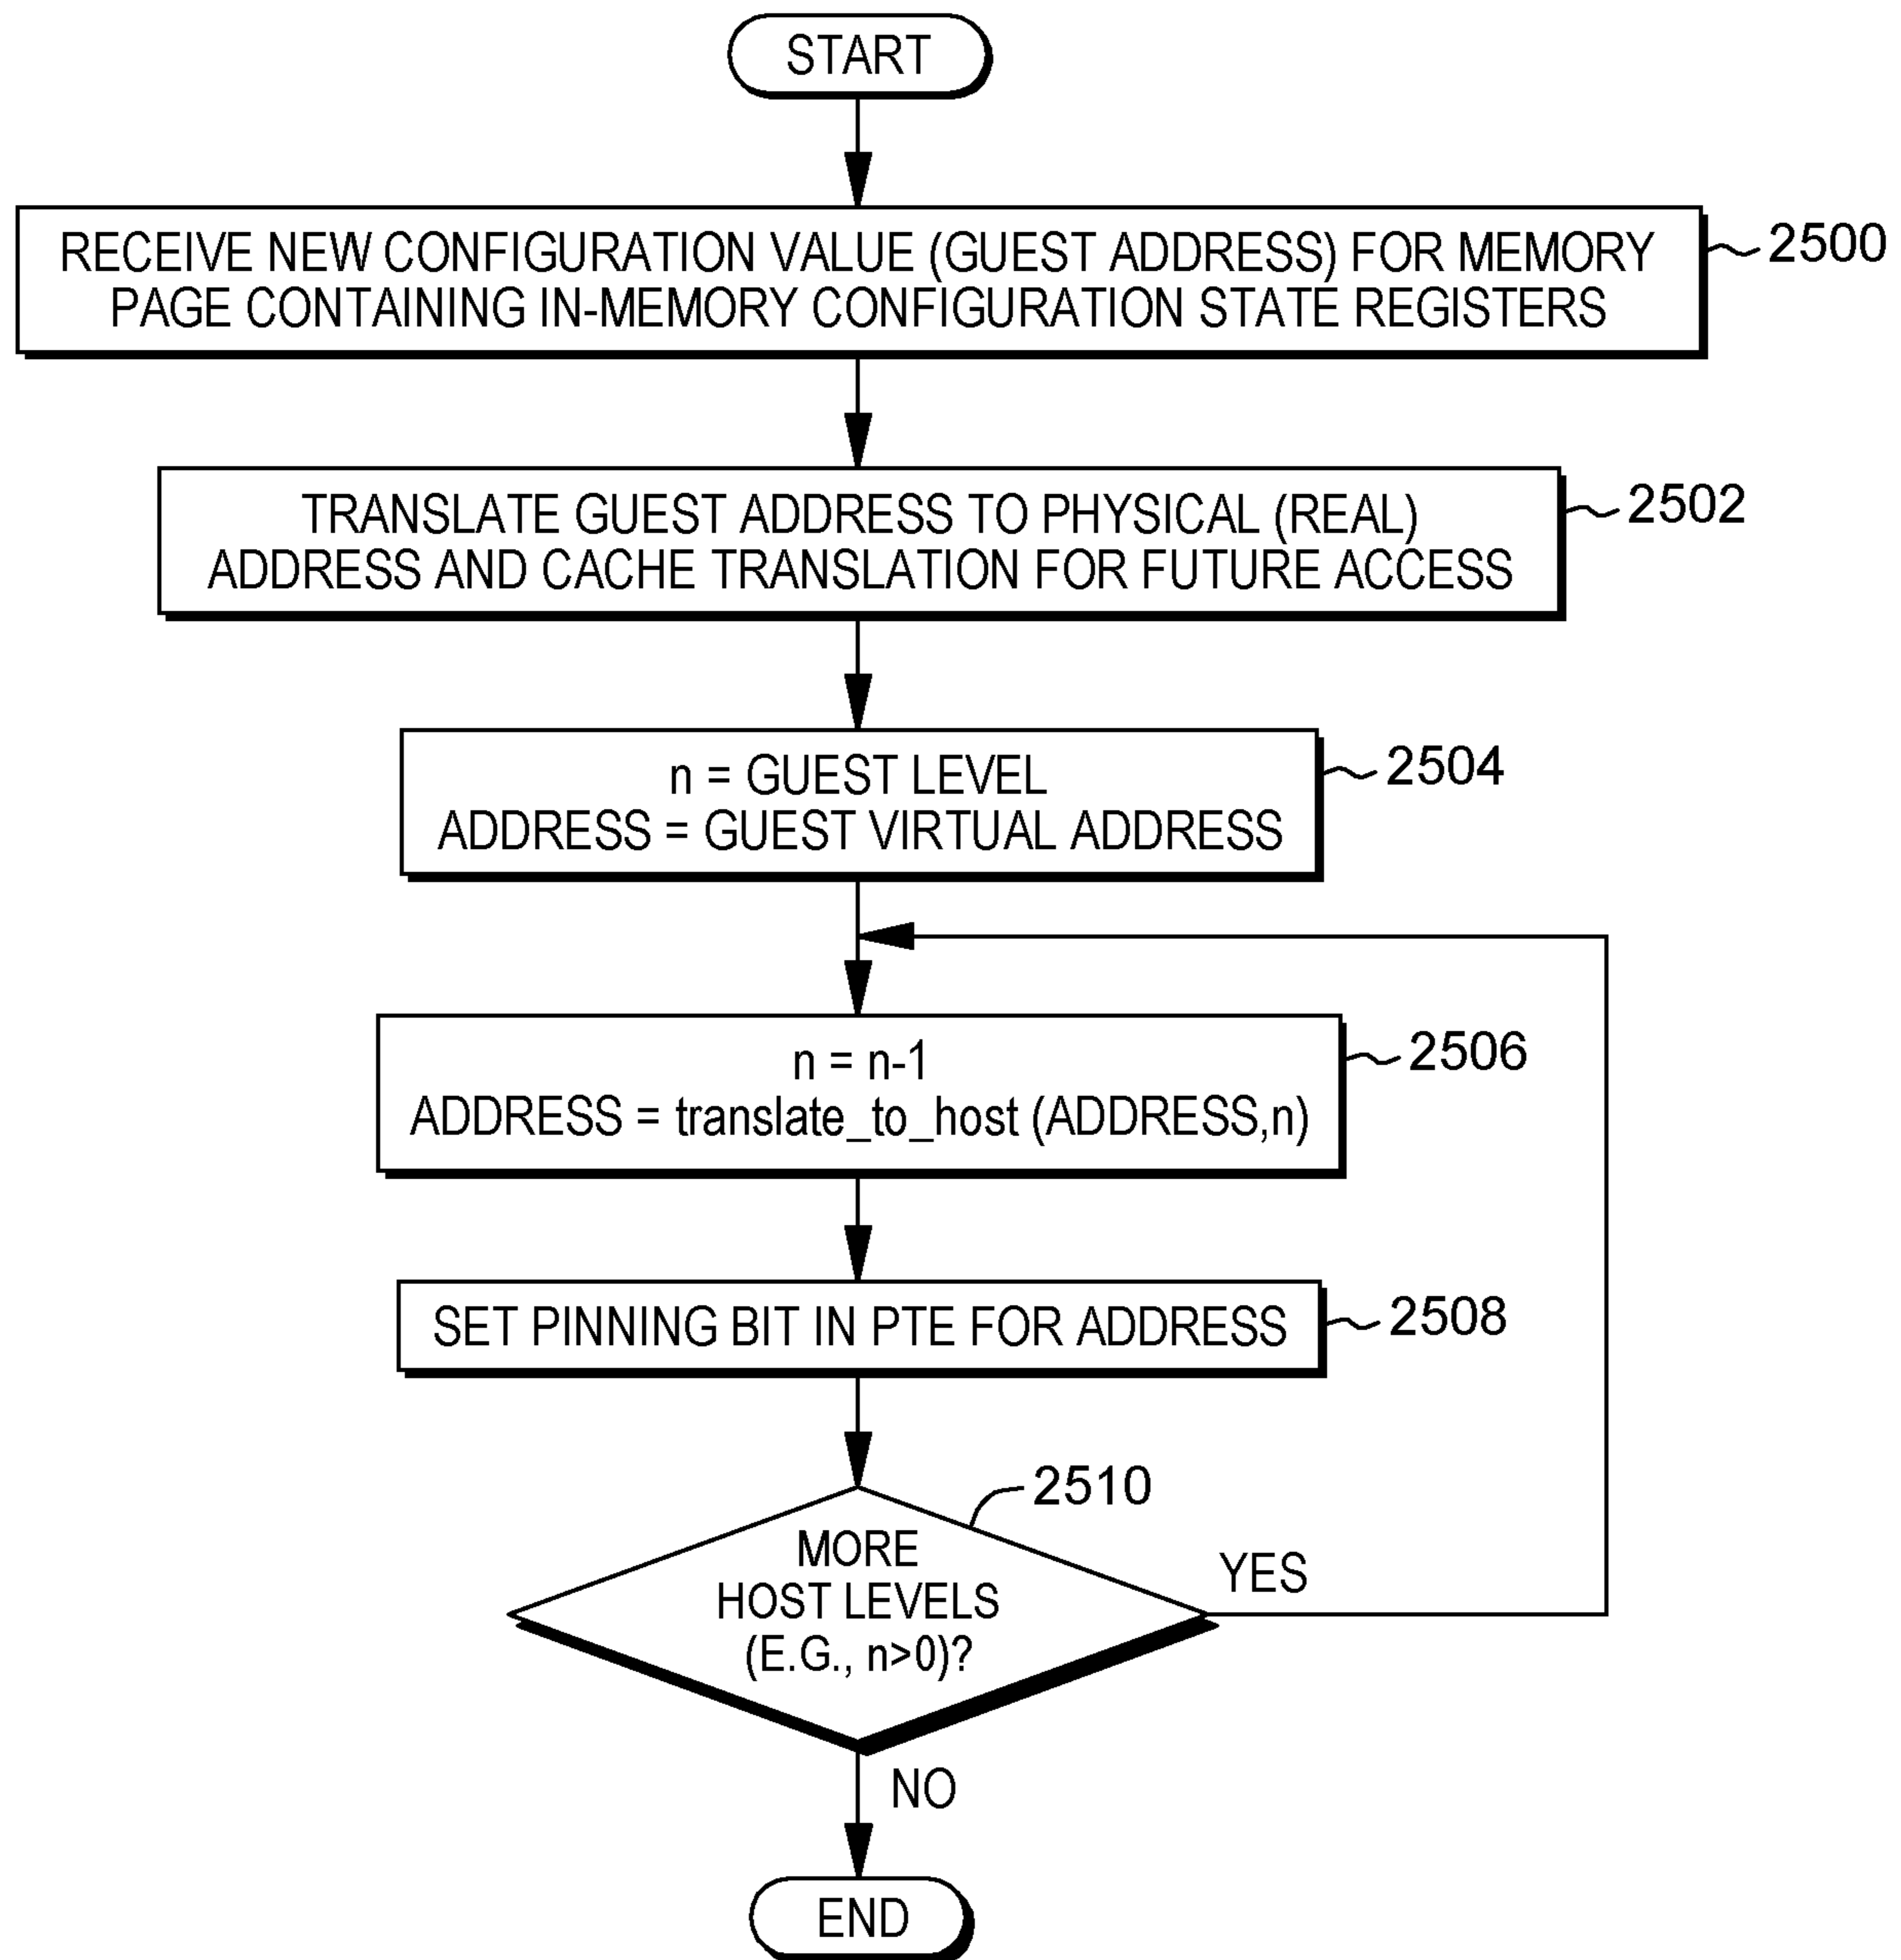 START
RECEIVE NEW CONFIGURATION VALUE (GUEST ADDRESS) FOR MEMORY
PAGE CONTAINING IN-MEMORY CONFIGURATION STATE REGISTERS
2500
TRANSLATE GUEST ADDRESS TO PHYSICAL (REAL)
ADDRESS AND CACHE TRANSLATION FOR FUTURE ACCESS
2502
n = GUEST LEVEL
ADDRESS = GUEST VIRTUAL ADDRESS
2504
n = n-1
ADDRESS = translate_to_host (ADDRESS,n)
2506
SET PINNING BIT IN PTE FOR ADDRESS
2508
2510
MORE
HOST LEVELS
(E.G., n>0)?
YES
NO
END